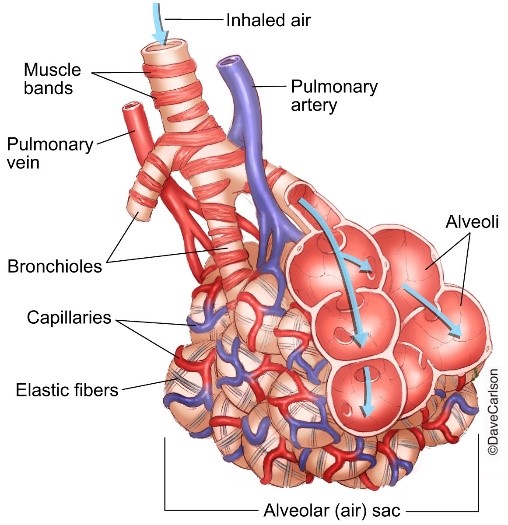 Inhaled air
Muscle
bands
Pulmonary
artery
Pulmonary
vein
Alveoli
Bronchioles
Capillaries
Elastic fibers
©DaveCarlson
Alveolar (air) sac